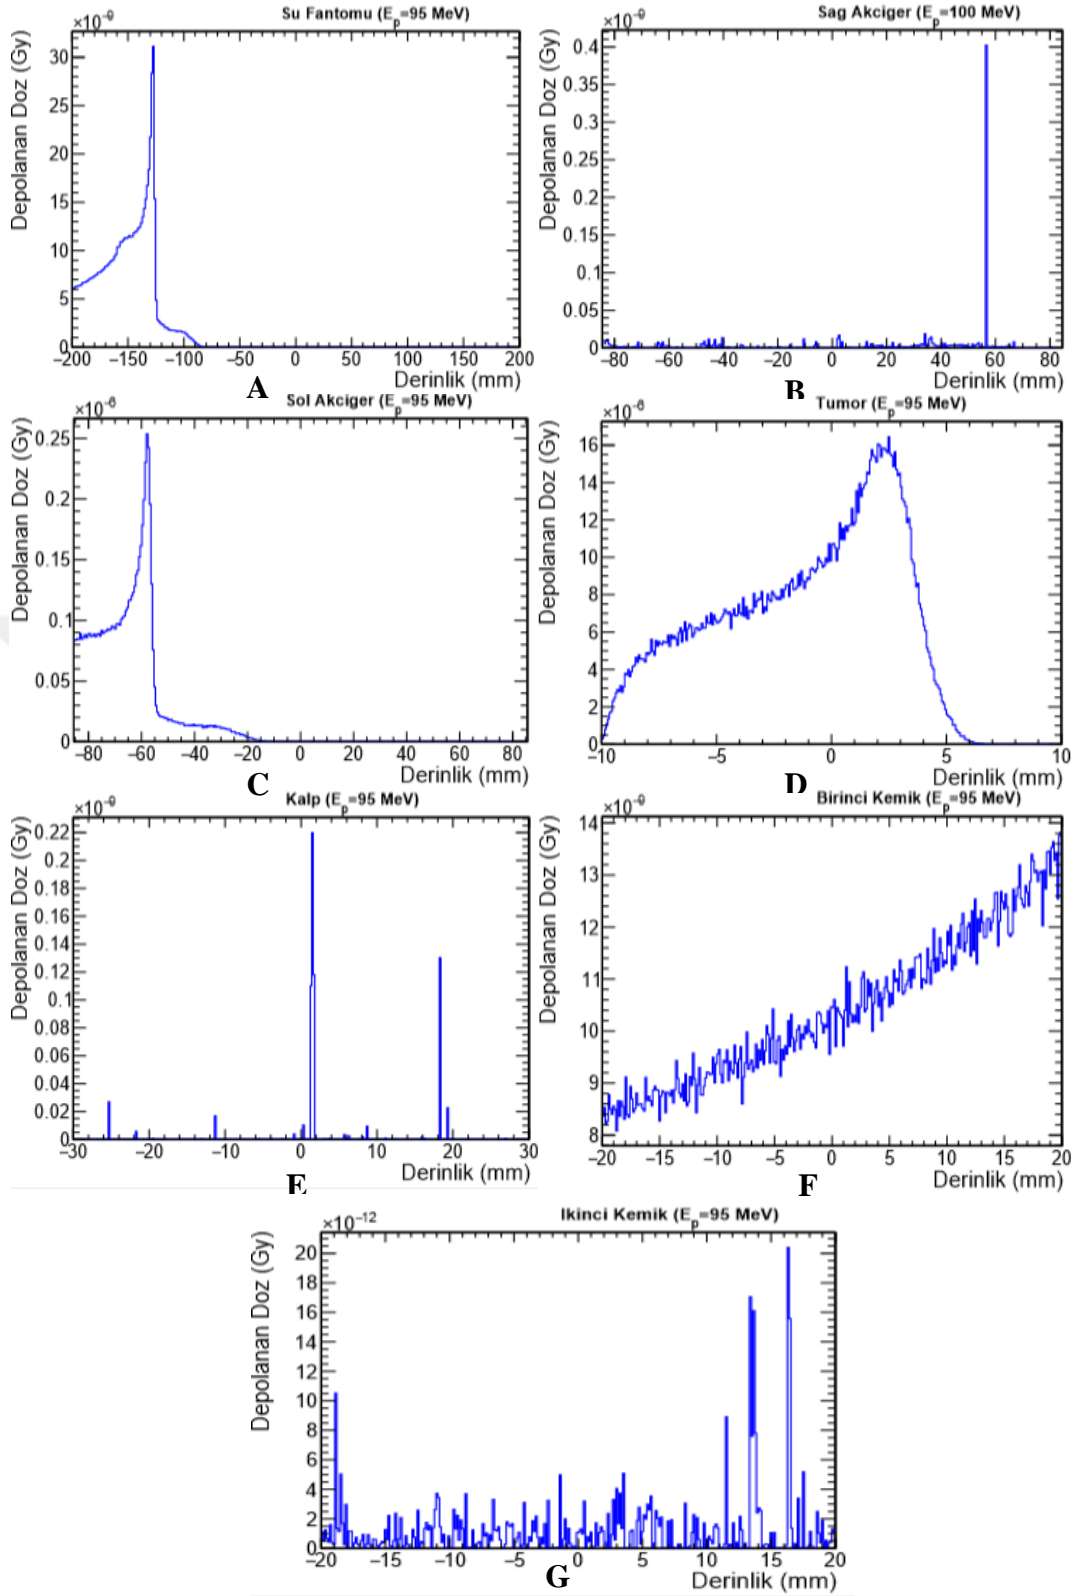 Su Fantomu (Ep=95 MeV)
×10⁻⁹
Depolanan Doz (Gy)
30
25
20
15
10
5
0
−200 −150 −100 −50 0 50 100 150 200
Derinlik (mm)
A
Sag Akciger (Ep=100 MeV)
×10⁻⁹
Depolanan Doz (Gy)
0.4
0.35
0.3
0.25
0.2
0.15
0.1
0.05
0
−80 −60 −40 −20 0 20 40 60 80
Derinlik (mm)
B
Sol Akciger (Ep=95 MeV)
Depolanan Doz (Gy)
0.25
0.2
0.15
0.1
0.05
0
−80 −60 −40 −20 0 20 40 60 80
Derinlik (mm)
C
Tumor (Ep=95 MeV)
Depolanan Doz (Gy)
16
14
12
10
8
6
4
2
0
−10 −5 0 5 10
Derinlik (mm)
D
Kalp (Ep=95 MeV)
×10⁻⁹
Depolanan Doz (Gy)
0.22
0.2
0.18
0.16
0.14
0.12
0.1
0.08
0.06
0.04
0.02
0
−30 −20 −10 0 10 20 30
Derinlik (mm)
E
Birinci Kemik (Ep=95 MeV)
×10⁻⁹
Depolanan Doz (Gy)
14
13
12
11
10
9
8
−20 −15 −10 −5 0 5 10 15 20
Derinlik (mm)
F
Ikinci Kemik (Ep=95 MeV)
×10⁻¹²
Depolanan Doz (Gy)
20
18
16
14
12
10
8
6
4
2
0
−20 −15 −10 −5 0 5 10 15 20
Derinlik (mm)
G